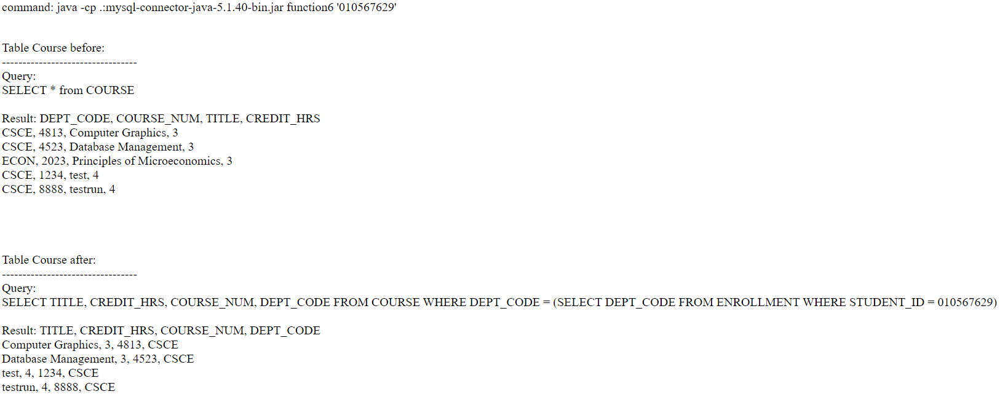 command: java -cp .:mysql-connector-java-5.1.40-bin.jar function6 '010567629'
Table Course before:
---------------------------------
Query:
SELECT * from COURSE
Result: DEPT_CODE, COURSE_NUM, TITLE, CREDIT_HRS
CSCE, 4813, Computer Graphics, 3
CSCE, 4523, Database Management, 3
ECON, 2023, Principles of Microeconomics, 3
CSCE, 1234, test, 4
CSCE, 8888, testrun, 4
Table Course after:
---------------------------------
Query:
SELECT TITLE, CREDIT_HRS, COURSE_NUM, DEPT_CODE FROM COURSE WHERE DEPT_CODE = (SELECT DEPT_CODE FROM ENROLLMENT WHERE STUDENT_ID = 010567629)
Result: TITLE, CREDIT_HRS, COURSE_NUM, DEPT_CODE
Computer Graphics, 3, 4813, CSCE
Database Management, 3, 4523, CSCE
test, 4, 1234, CSCE
testrun, 4, 8888, CSCE